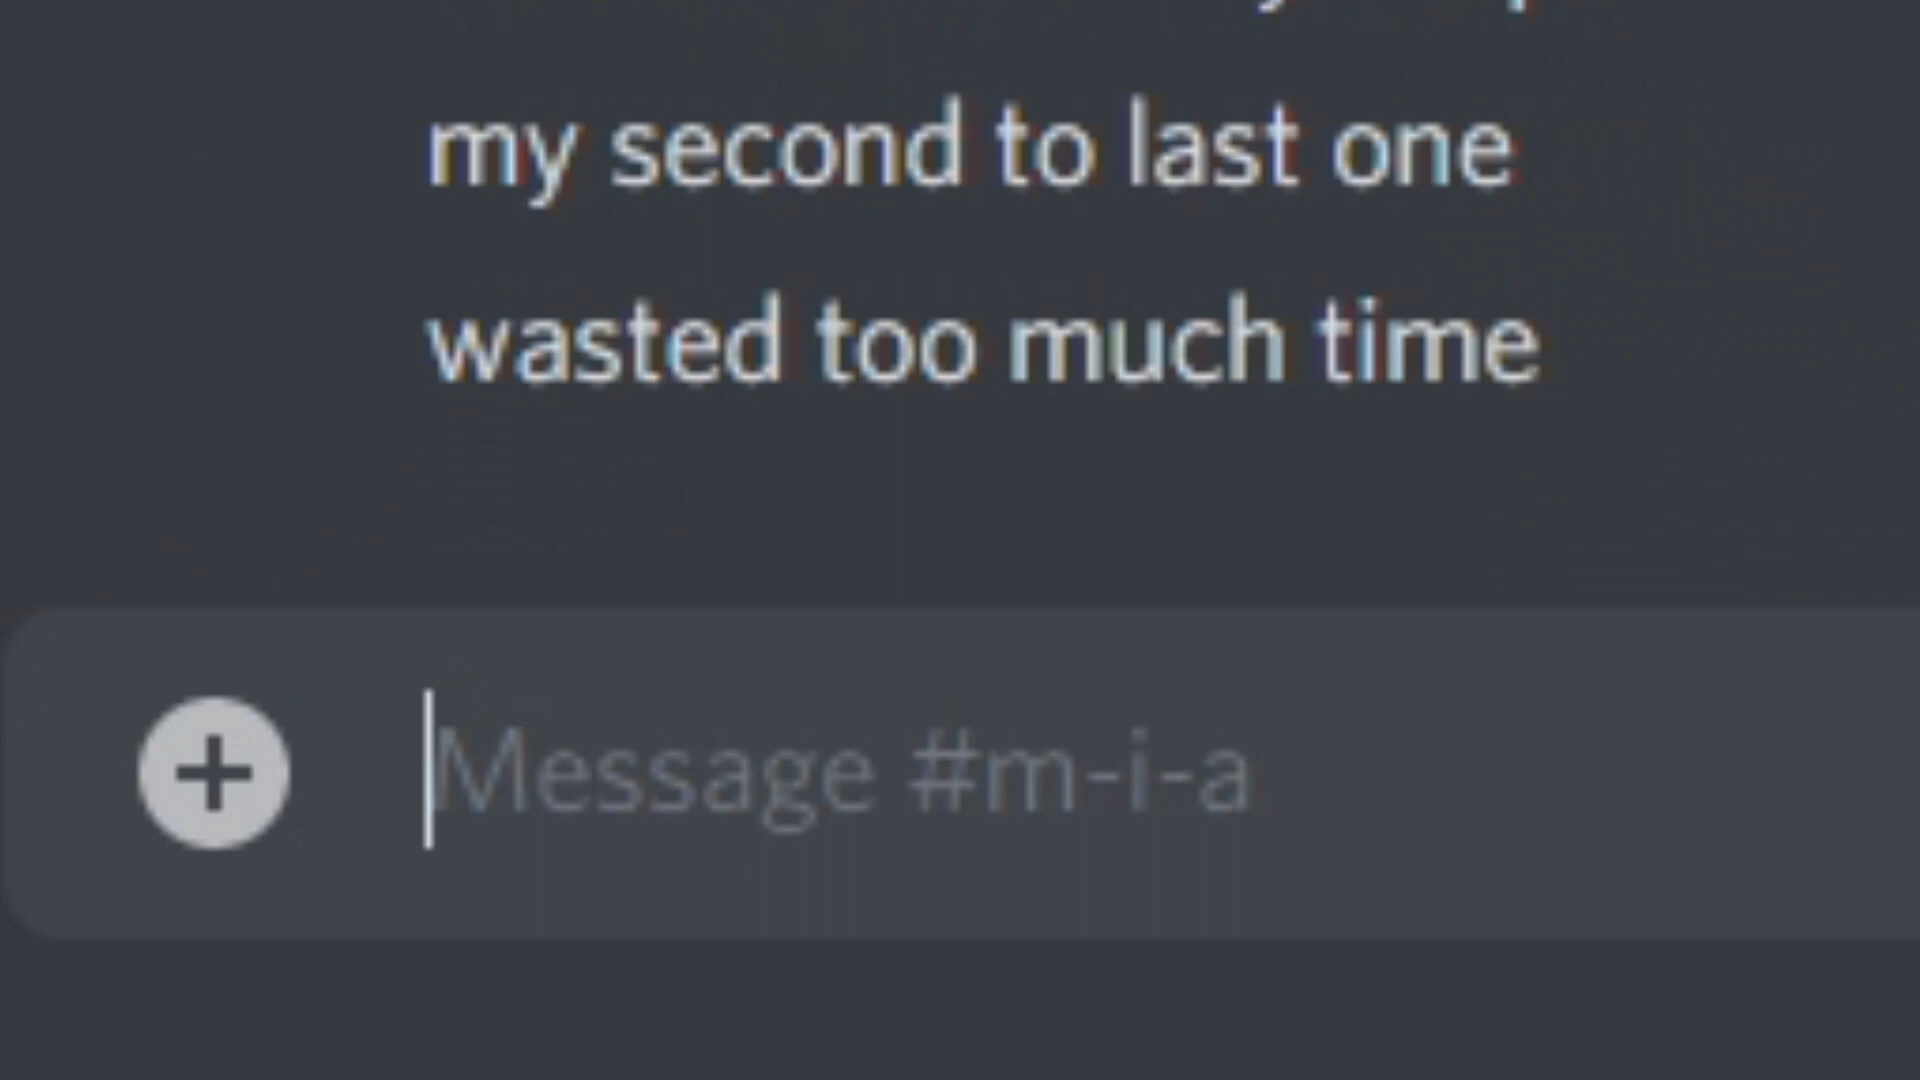 my second to last one
wasted too much time
Message #m-i-a